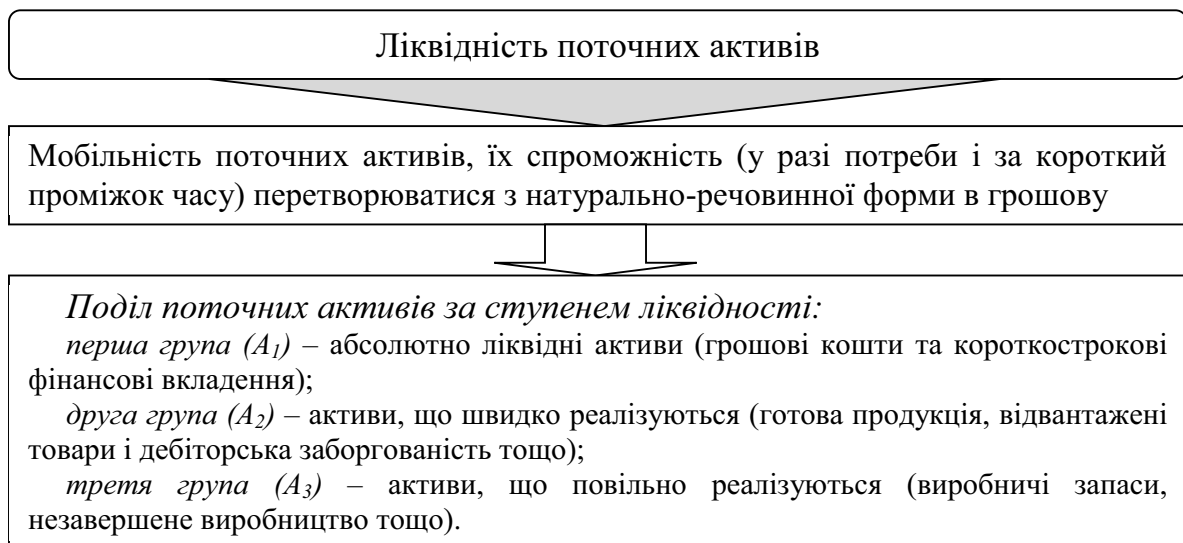 Ліквідність поточних активів
Мобільність поточних активів, їх спроможність (у разі потреби і за короткий
проміжок часу) перетворюватися з натурально-речовинної форми в грошову
Поділ поточних активів за ступенем ліквідності:
перша група (А1) – абсолютно ліквідні активи (грошові кошти та короткострокові
фінансові вкладення);
друга група (А2) – активи, що швидко реалізуються (готова продукція, відвантажені
товари і дебіторська заборгованість тощо);
третя група (А3) – активи, що повільно реалізуються (виробничі запаси,
незавершене виробництво тощо).